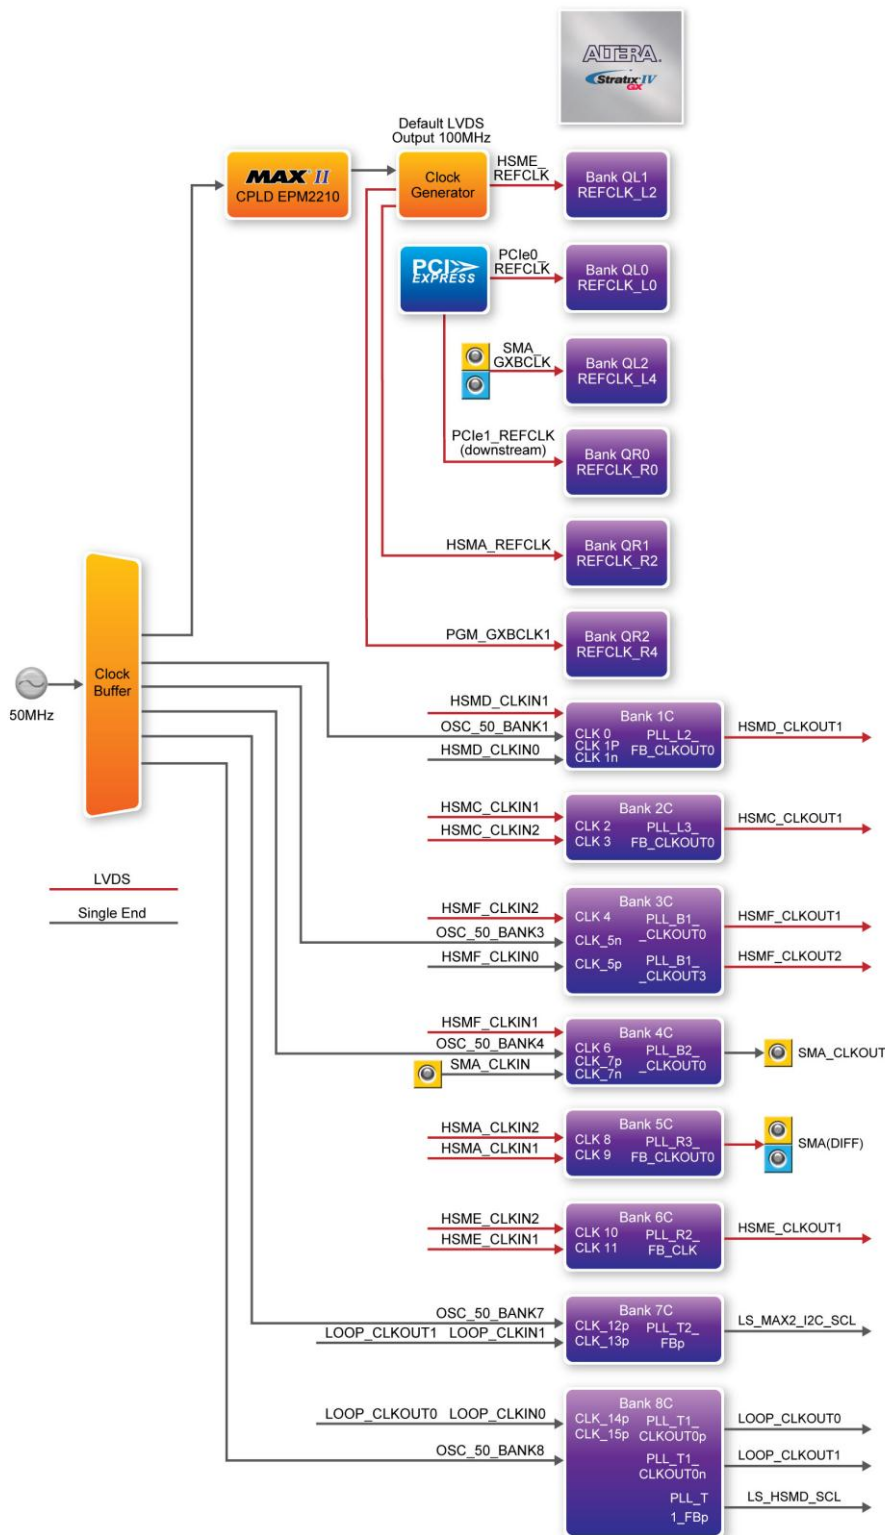 ALTERA.
Stratix IV
GX
Default LVDS
Output 100MHz
MAX II
CPLD EPM2210
Clock
Generator
HSME_
REFCLK
Bank QL1
REFCLK_L2
PCI
EXPRESS
PCIe0_
REFCLK
Bank QL0
REFCLK_L0
SMA_
GXBCLK
Bank QL2
REFCLK_L4
PCIe1_REFCLK
(downstream)
Bank QR0
REFCLK_R0
HSMA_REFCLK
Bank QR1
REFCLK_R2
PGM_GXBCLK1
Bank QR2
REFCLK_R4
Clock
Buffer
50MHz
LVDS
Single End
HSMD_CLKIN1
OSC_50_BANK1
HSMD_CLKIN0
Bank 1C
CLK 0
CLK 1P
CLK 1n
PLL_L2_
FB_CLKOUT0
HSMD_CLKOUT1
HSMC_CLKIN1
HSMC_CLKIN2
Bank 2C
CLK 2
CLK 3
PLL_L3_
FB_CLKOUT0
HSMC_CLKOUT1
HSMF_CLKIN2
OSC_50_BANK3
HSMF_CLKIN0
Bank 3C
CLK 4
CLK_5n
CLK_5p
PLL_B1_
_CLKOUT0
PLL_B1_
_CLKOUT3
HSMF_CLKOUT1
HSMF_CLKOUT2
HSMF_CLKIN1
OSC_50_BANK4
SMA_CLKIN
Bank 4C
CLK 6
CLK_7p
CLK_7n
PLL_B2_
_CLKOUT0
SMA_CLKOUT
HSMA_CLKIN2
HSMA_CLKIN1
Bank 5C
CLK 8
CLK 9
PLL_R3_
FB_CLKOUT0
SMA(DIFF)
HSME_CLKIN2
HSME_CLKIN1
Bank 6C
CLK 10
CLK 11
PLL_R2_
FB_CLK
HSME_CLKOUT1
OSC_50_BANK7
LOOP_CLKOUT1 LOOP_CLKIN1
Bank 7C
CLK_12p
CLK_13p
PLL_T2_
FBp
LS_MAX2_I2C_SCL
LOOP_CLKOUT0 LOOP_CLKIN0
OSC_50_BANK8
Bank 8C
CLK_14p
CLK_15p
PLL_T1_
CLKOUT0p
PLL_T1_
CLKOUT0n
PLL_T
1_FBp
LOOP_CLKOUT0
LOOP_CLKOUT1
LS_HSMD_SCL